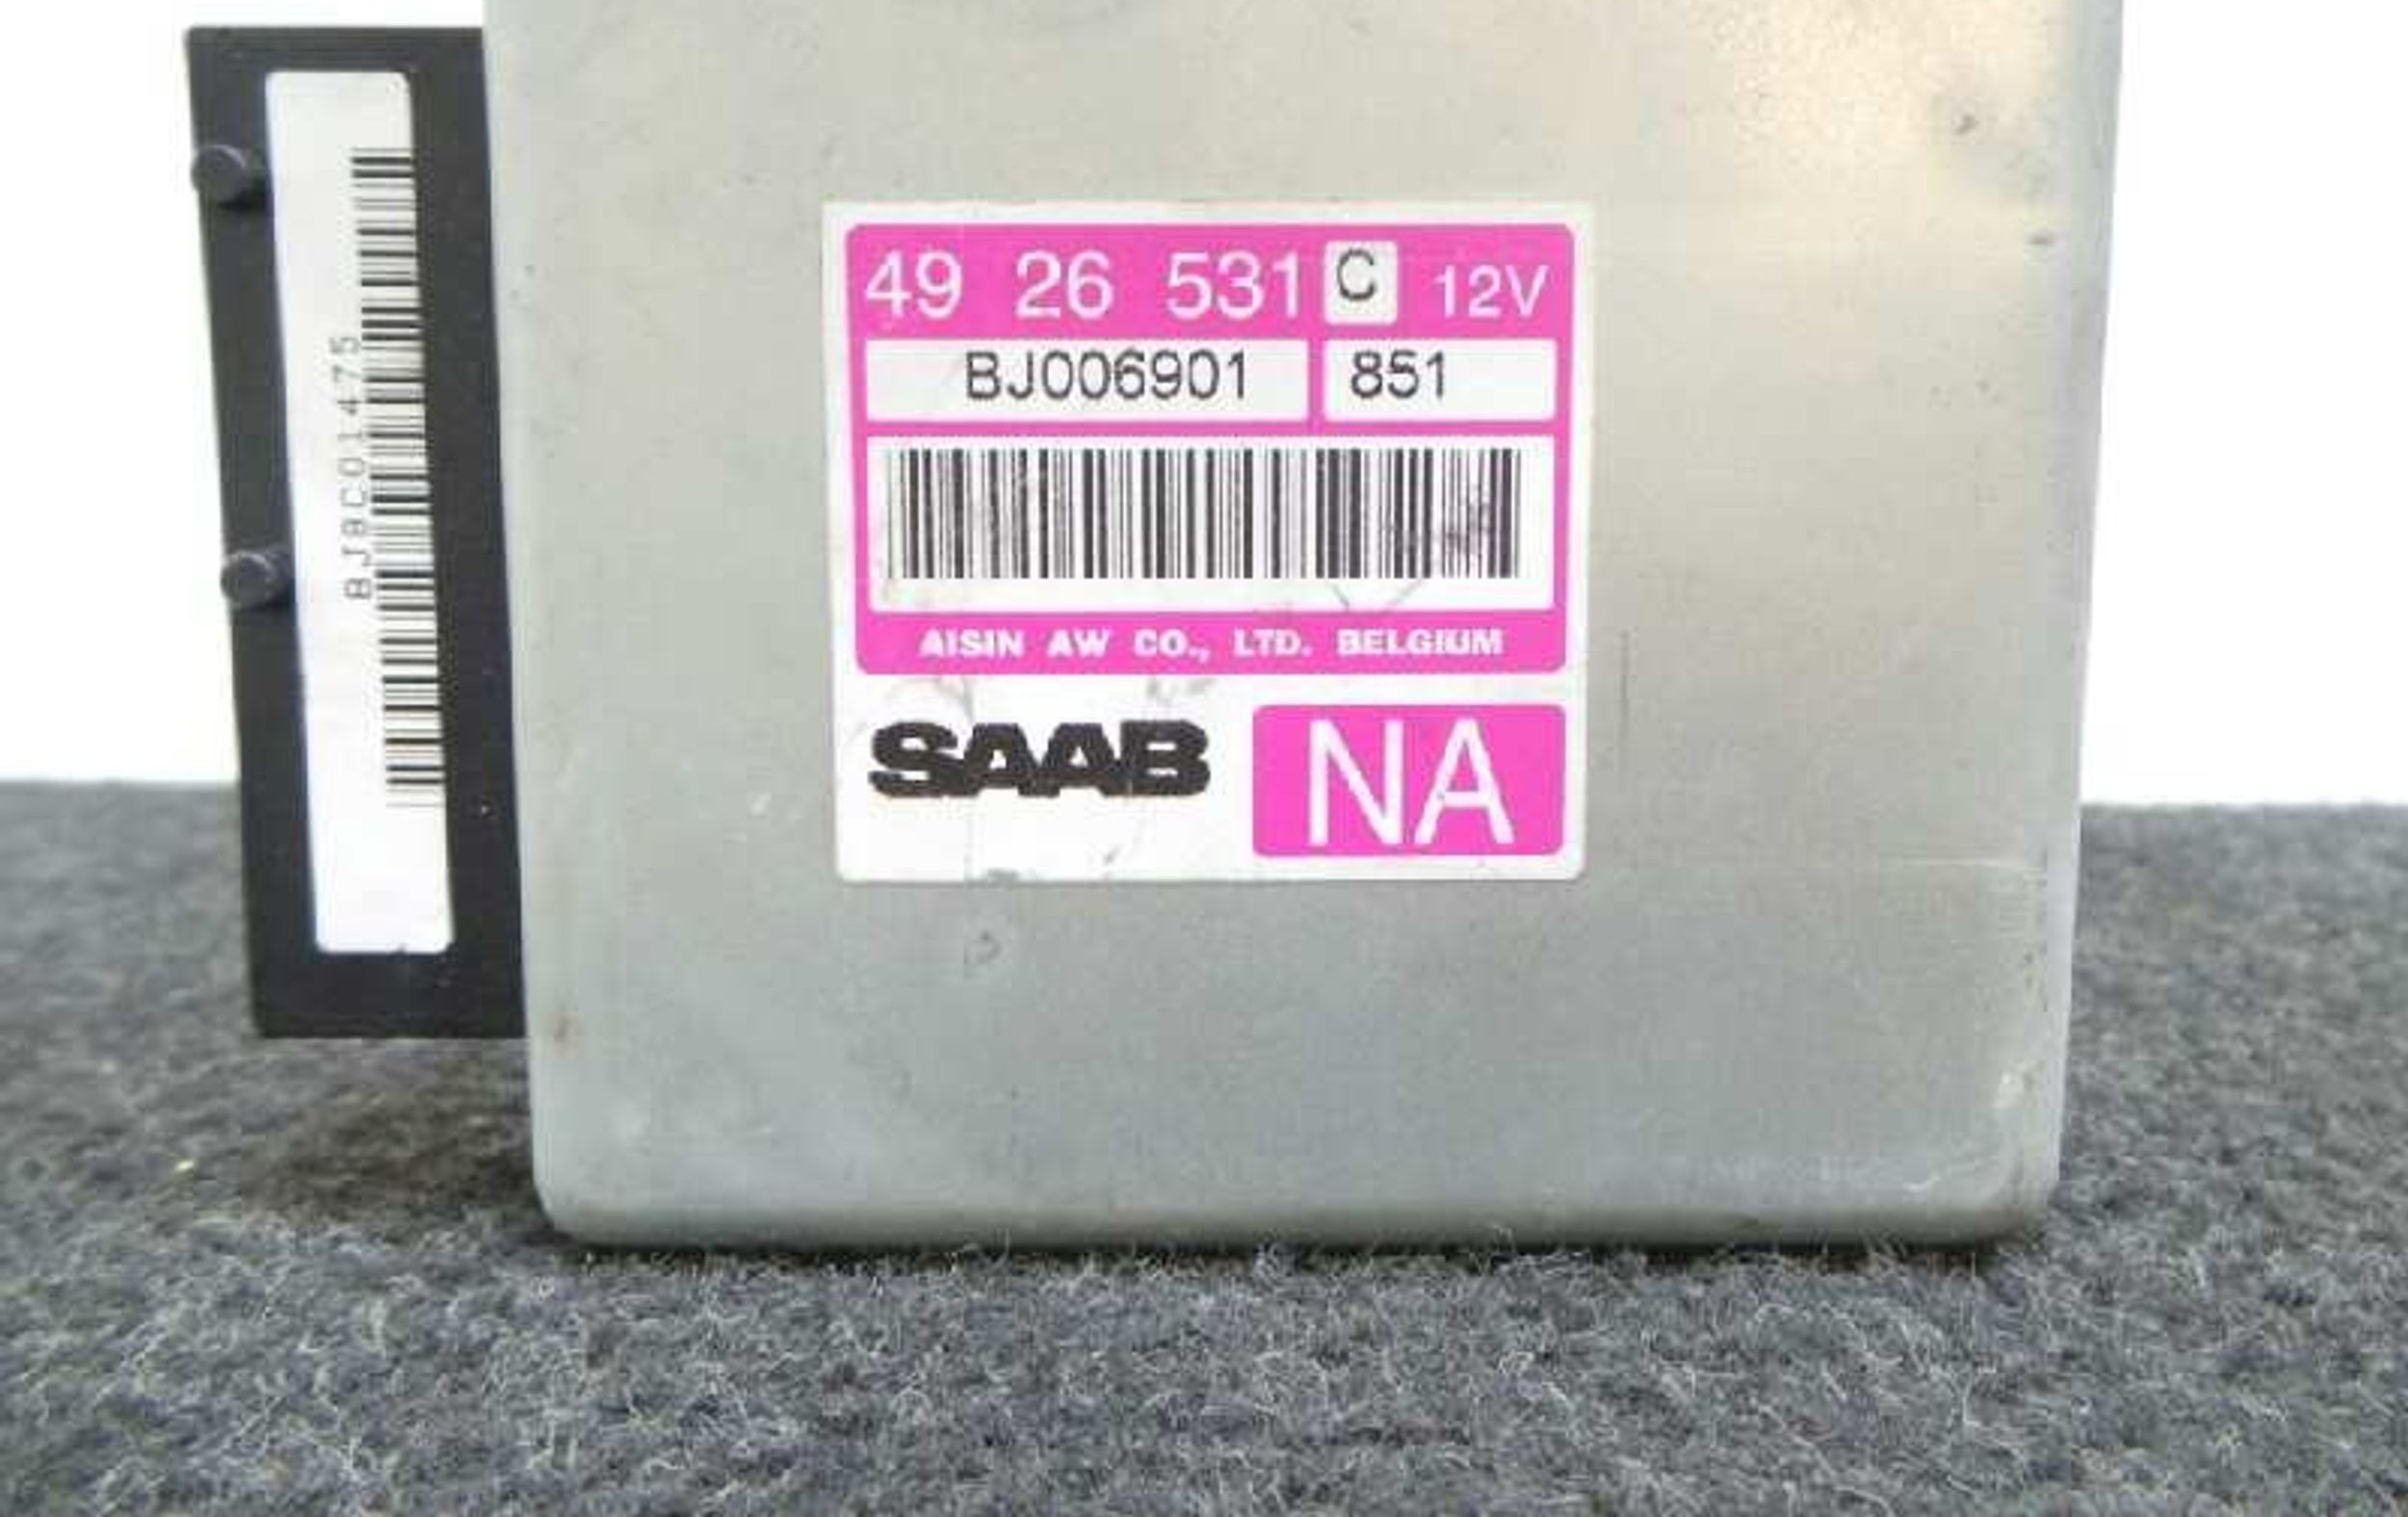 49 26 531 C 12V
BJ006901 851
AISIN AW CO., LTD. BELGIUM
SAAB NA
BJ8C01475